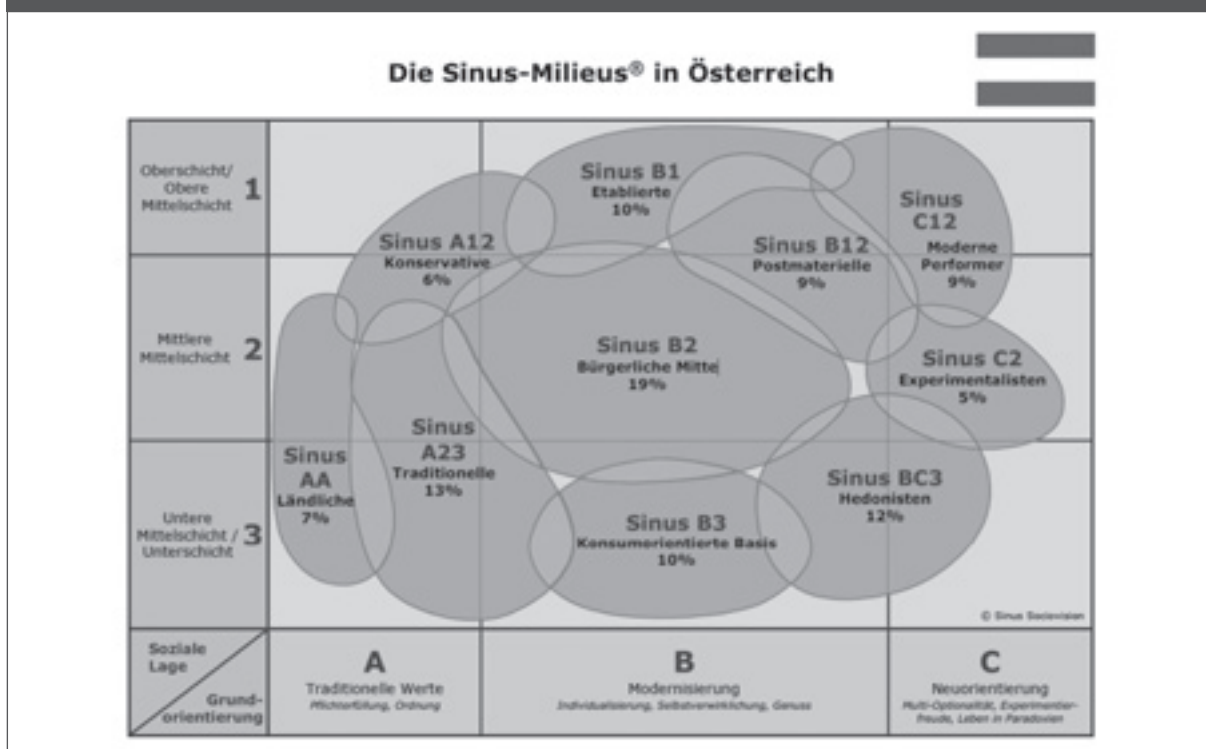 Die Sinus-Milieus® in Österreich
Oberschicht/
Obere
Mittelschicht
1
Mittlere
Mittelschicht
2
Untere
Mittelschicht /
Unterschicht
3
Sinus B1
Etablierte
10%
Sinus
C12
Moderne
Performer
9%
Sinus A12
Konservative
6%
Sinus B12
Postmaterielle
9%
Sinus B2
Bürgerliche Mitte
19%
Sinus C2
Experimentalisten
5%
Sinus
A23
Traditionelle
13%
Sinus
AA
Ländliche
7%
Sinus BC3
Hedonisten
12%
Sinus B3
Konsumorientierte Basis
10%
© Sinus Sociovision
Soziale
Lage
Grund-
orientierung
A
Traditionelle Werte
Pflichterfüllung, Ordnung
B
Modernisierung
Individualisierung, Selbstverwirklichung, Genuss
C
Neuorientierung
Multi-Optionalität, Experimentier-
freude, Leben in Paradoxien